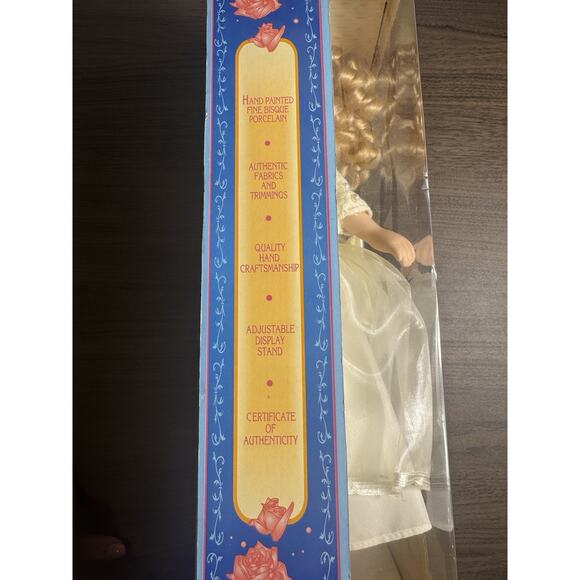 HAND PAINTED
FINE BISQUE
PORCELAIN
AUTHENTIC
FABRICS
AND
TRIMMINGS
QUALITY
HAND
CRAFTSMANSHIP
ADJUSTABLE
DISPLAY
STAND
CERTIFICATE
OF
AUTHENTICITY